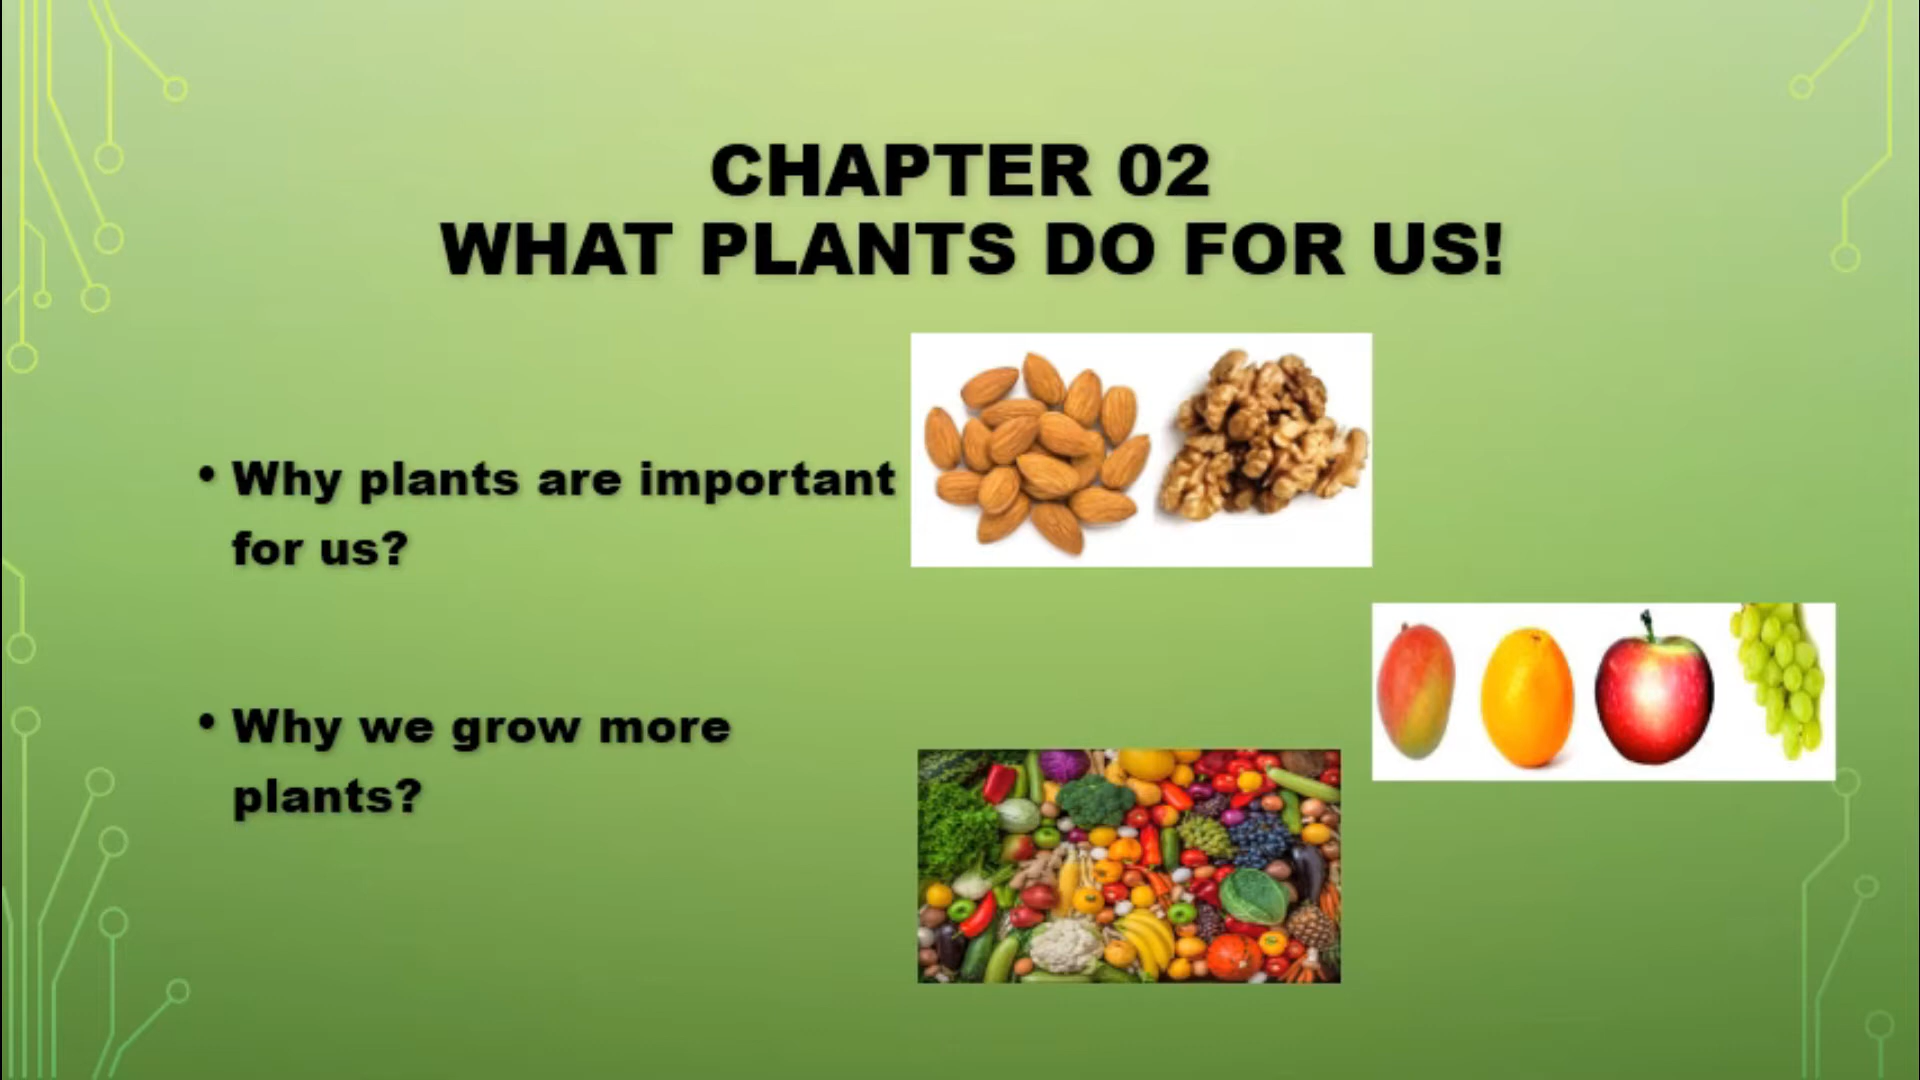 CHAPTER 02
WHAT PLANTS DO FOR US!
• Why plants are important
for us?
• Why we grow more
plants?